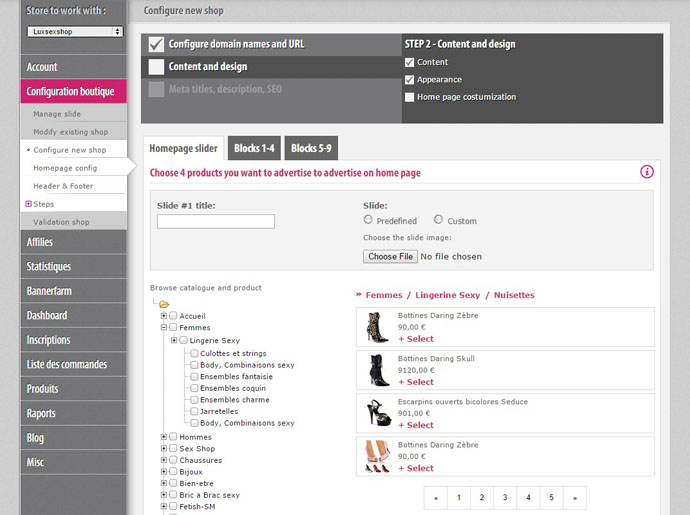 Store to work with :
Luxsexshop
Account
Configuration boutique
Manage slide
Modify existing shop
Configure new shop
Homepage config
Header & Footer
Steps
Validation shop
Affilies
Statistiques
Bannerfarm
Dashboard
Inscriptions
Liste des commandes
Produits
Raports
Blog
Misc
Configure new shop
Configure domain names and URL
Content and design
Meta titles, description, SEO
STEP 2 - Content and design
Content
Appearance
Home page costumization
Homepage slider
Blocks 1-4
Blocks 5-9
Choose 4 products you want to advertise to advertise on home page
Slide #1 title:
Slide:
Predefined
Custom
Choose the slide image:
Choose File No file chosen
Browse catalogue and product
Accueil
Femmes
Lingerie Sexy
Culottes et strings
Body, Combinaisons sexy
Ensembles fantaisie
Ensembles coquin
Ensembles charme
Jarretelles
Body, Combinaisons sexy
Hommes
Sex Shop
Chaussures
Bijoux
Bien-etre
Bric a Brac sexy
Fetish-SM
» Femmes / Lingerine Sexy / Nuisettes
Bottines Daring Zèbre
90,00 €
+ Select
Bottines Daring Skull
9120,00 €
+ Select
Escarpins ouverts bicolores Seduce
901,00 €
+ Select
Bottines Daring Zèbre
90,00 €
+ Select
« 1 2 3 4 5 »